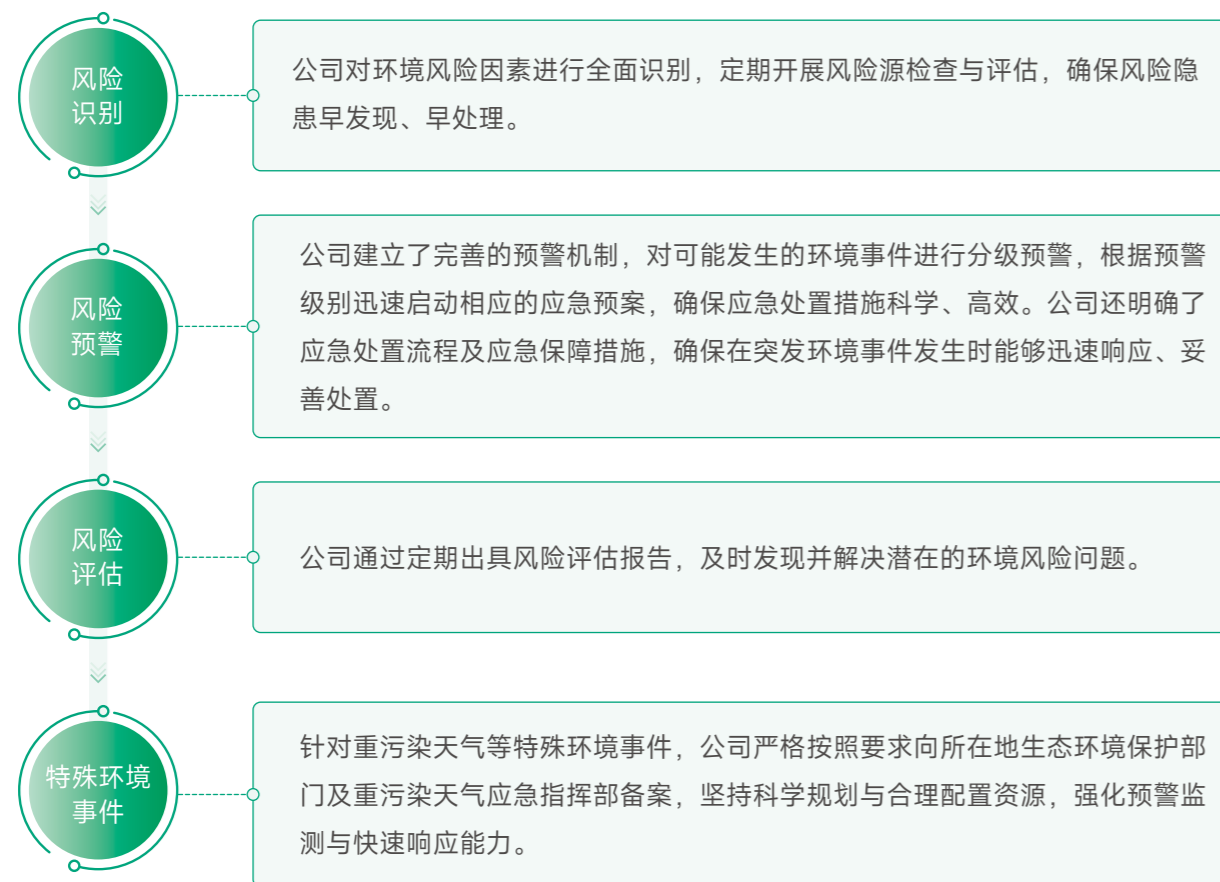 风险
识别
公司对环境风险因素进行全面识别，定期开展风险源检查与评估，确保风险隐
患早发现、早处理。
风险
预警
公司建立了完善的预警机制，对可能发生的环境事件进行分级预警，根据预警
级别迅速启动相应的应急预案，确保应急处置措施科学、高效。公司还明确了
应急处置流程及应急保障措施，确保在突发环境事件发生时能够迅速响应、妥
善处置。
风险
评估
公司通过定期出具风险评估报告，及时发现并解决潜在的环境风险问题。
特殊环境
事件
针对重污染天气等特殊环境事件，公司严格按照要求向所在地生态环境保护部
门及重污染天气应急指挥部备案，坚持科学规划与合理配置资源，强化预警监
测与快速响应能力。